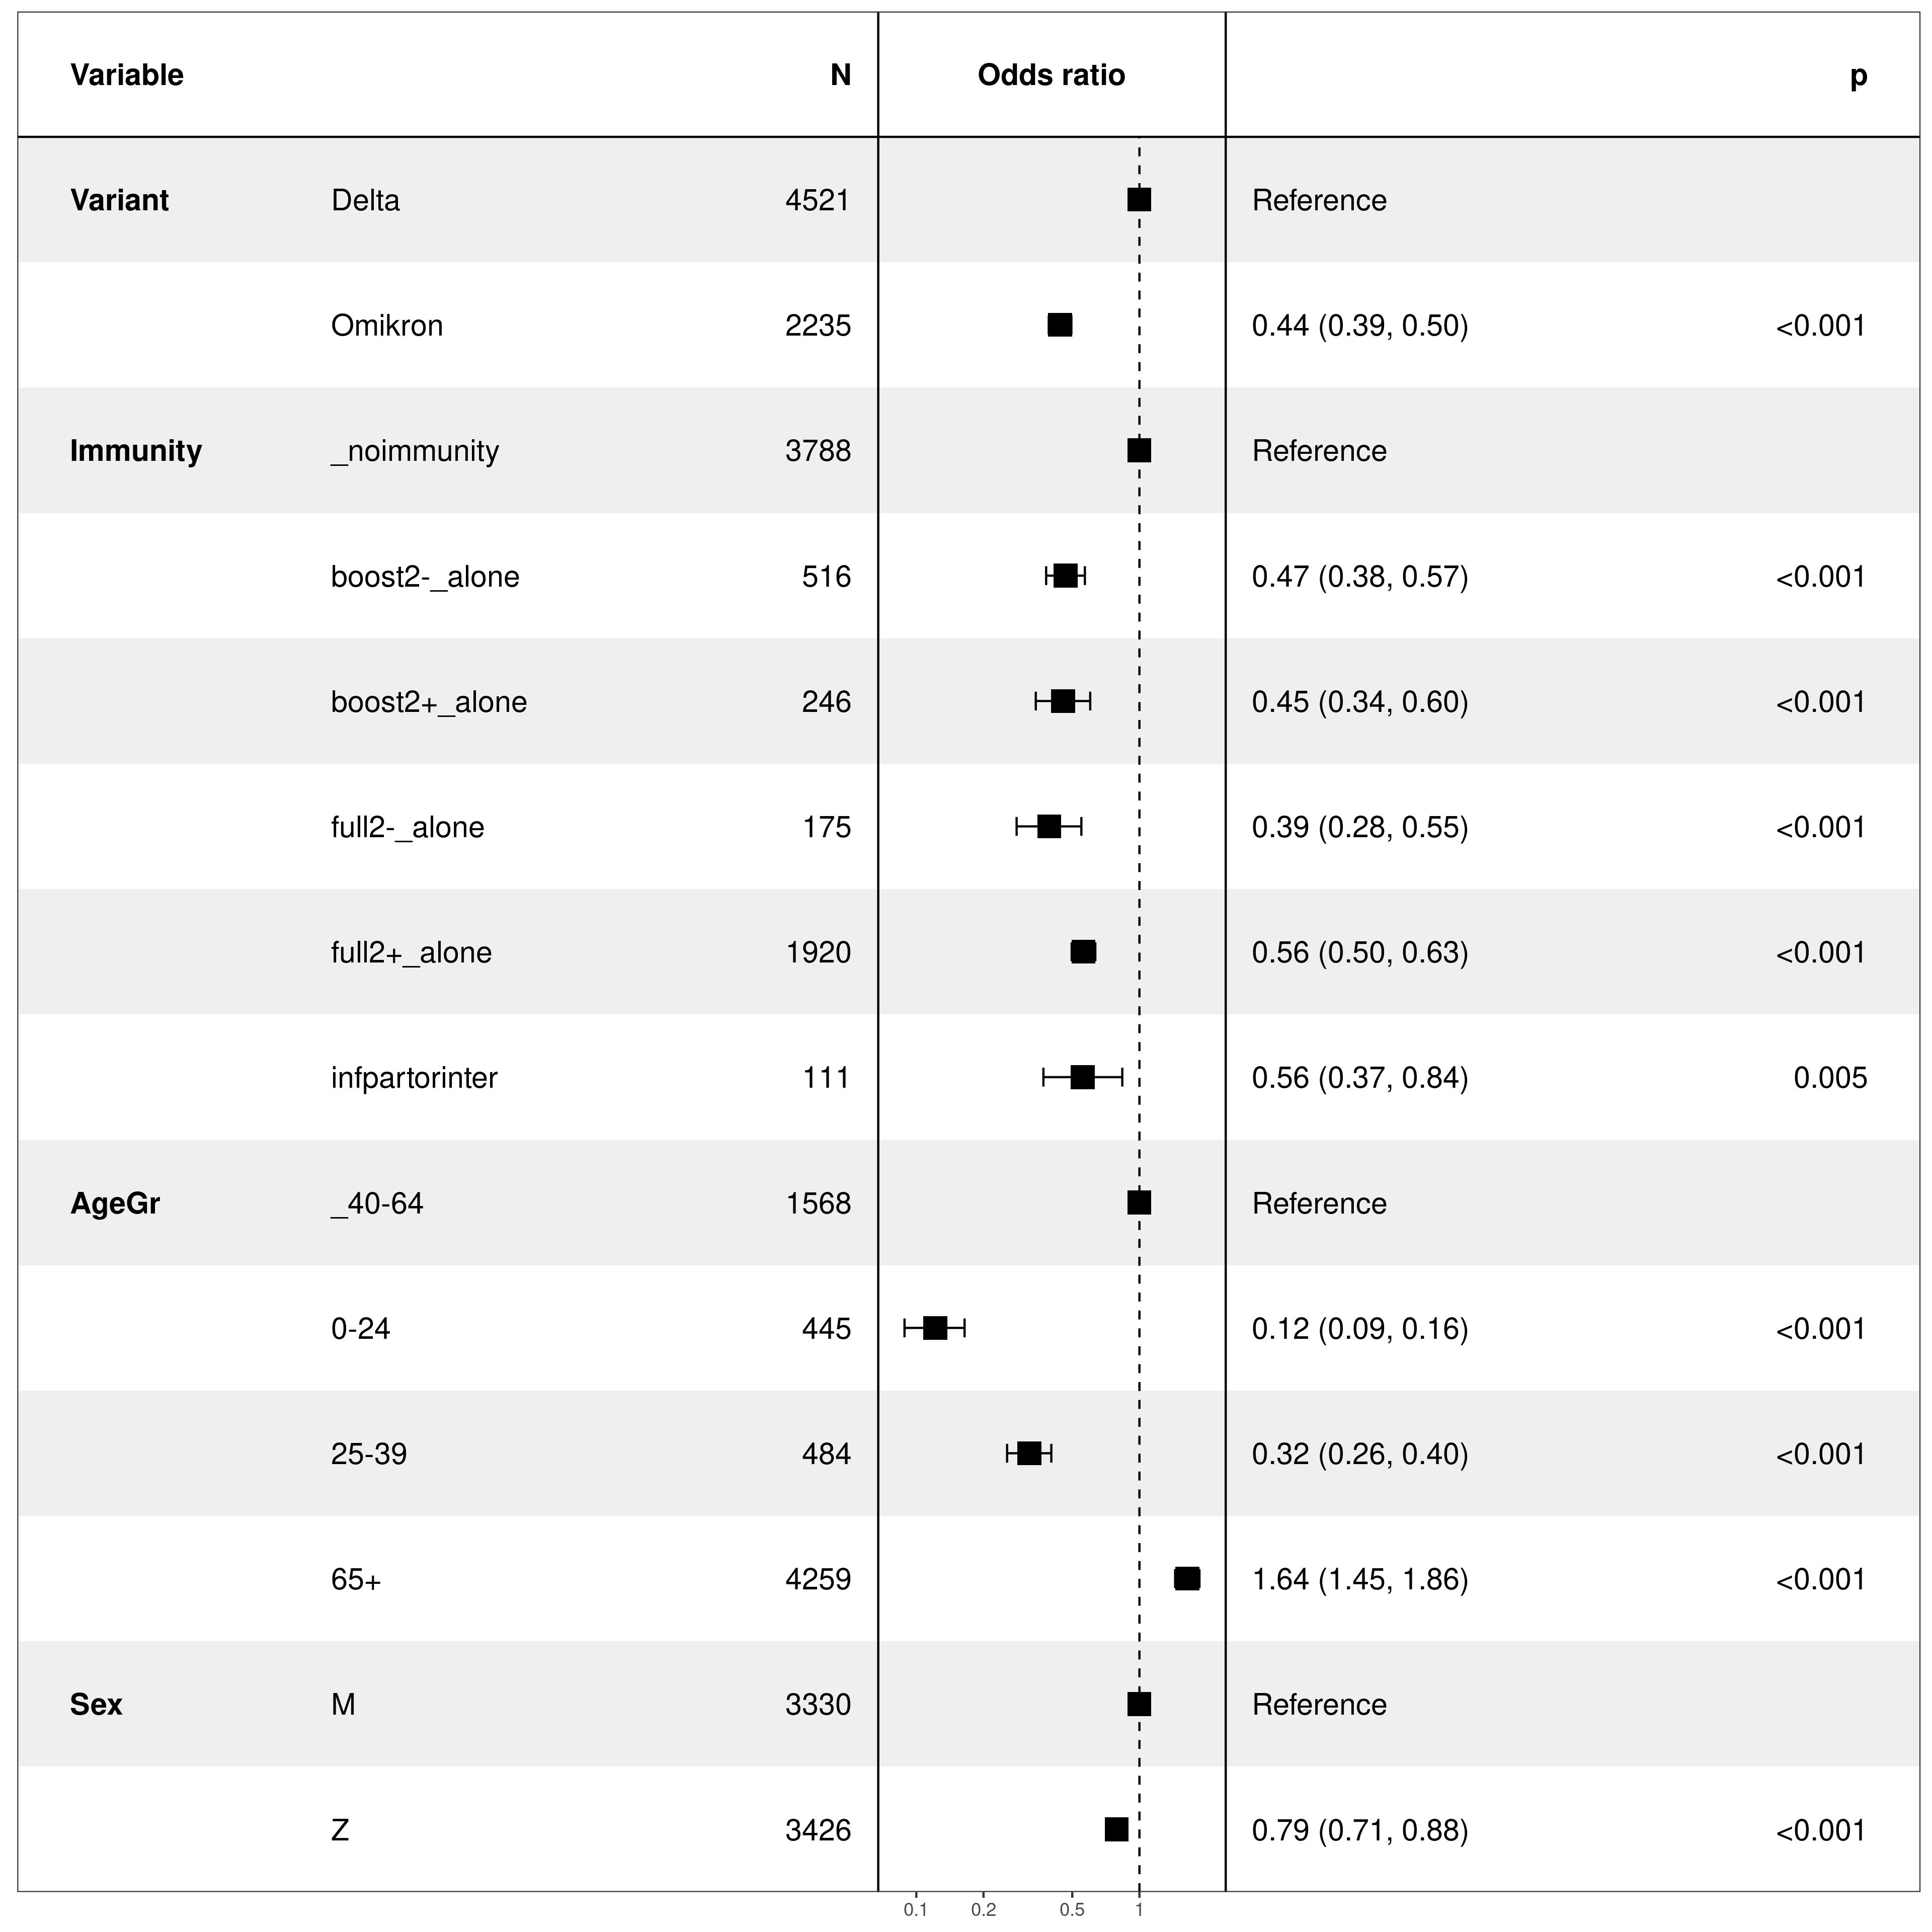 Variable N Odds ratio p
Variant Delta 4521 Reference
Omikron 2235 0.44 (0.39, 0.50) <0.001
Immunity _noimmunity 3788 Reference
boost2-_alone 516 0.47 (0.38, 0.57) <0.001
boost2+_alone 246 0.45 (0.34, 0.60) <0.001
full2-_alone 175 0.39 (0.28, 0.55) <0.001
full2+_alone 1920 0.56 (0.50, 0.63) <0.001
infpartorinter 111 0.56 (0.37, 0.84) 0.005
AgeGr _40-64 1568 Reference
0-24 445 0.12 (0.09, 0.16) <0.001
25-39 484 0.32 (0.26, 0.40) <0.001
65+ 4259 1.64 (1.45, 1.86) <0.001
Sex M 3330 Reference
Z 3426 0.79 (0.71, 0.88) <0.001
0.1 0.2 0.5 1